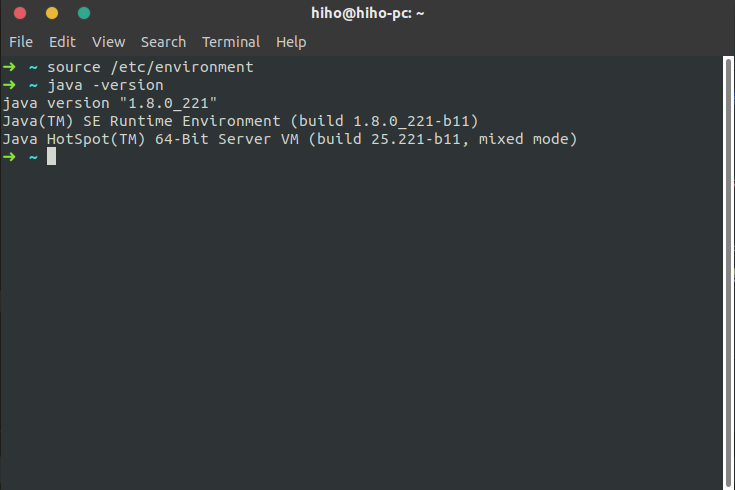 hiho@hiho-pc: ~
File Edit View Search Terminal Help
➜ ~ source /etc/environment
➜ ~ java -version
java version "1.8.0_221"
Java(TM) SE Runtime Environment (build 1.8.0_221-b11)
Java HotSpot(TM) 64-Bit Server VM (build 25.221-b11, mixed mode)
➜ ~